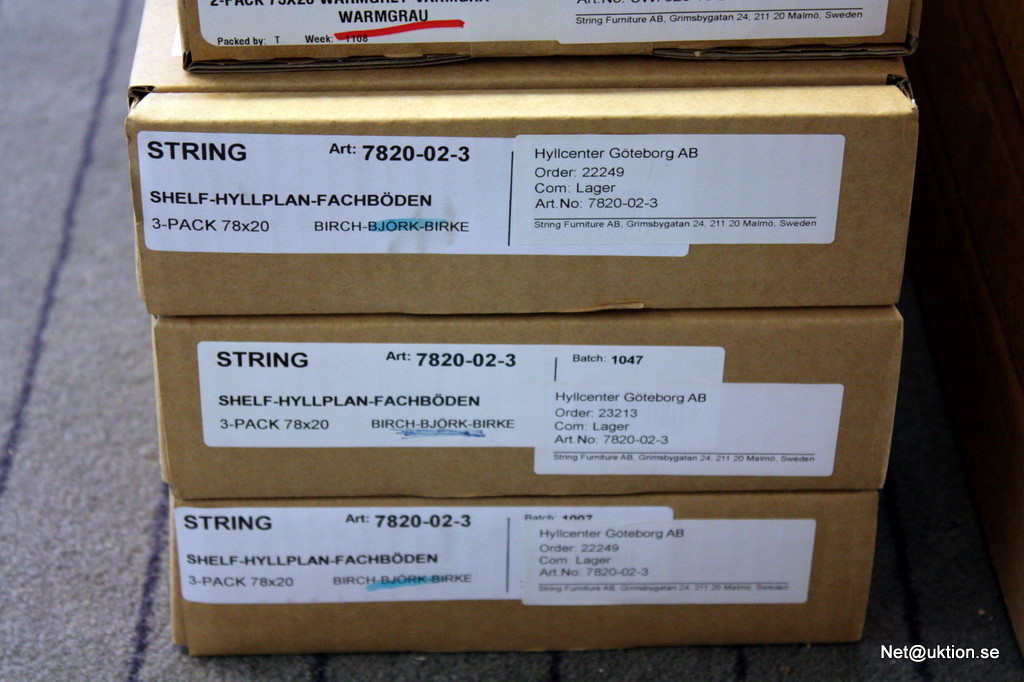 WARMGRAU
Packed by: T Week: 1108
String Furniture AB, Grimsbygatan 24, 211 20 Malmö, Sweden
STRING Art: 7820-02-3
SHELF-HYLLPLAN-FACHBÖDEN
3-PACK 78x20 BIRCH-BJÖRK-BIRKE
Hyllcenter Göteborg AB
Order: 22249
Com: Lager
Art.No: 7820-02-3
String Furniture AB, Grimsbygatan 24, 211 20 Malmö, Sweden
STRING Art: 7820-02-3
Batch: 1047
SHELF-HYLLPLAN-FACHBÖDEN
3-PACK 78x20 BIRCH-BJÖRK-BIRKE
Hyllcenter Göteborg AB
Order: 23213
Com: Lager
Art.No: 7820-02-3
String Furniture AB, Grimsbygatan 24, 211 20 Malmö, Sweden
STRING Art: 7820-02-3
Batch: 1007
SHELF-HYLLPLAN-FACHBÖDEN
3-PACK 78x20 BIRCH-BJÖRK-BIRKE
Hyllcenter Göteborg AB
Order: 22249
Com: Lager
Art.No: 7820-02-3
String Furniture AB, Grimsbygatan 24, 211 20 Malmö, Sweden
Net@uktion.se